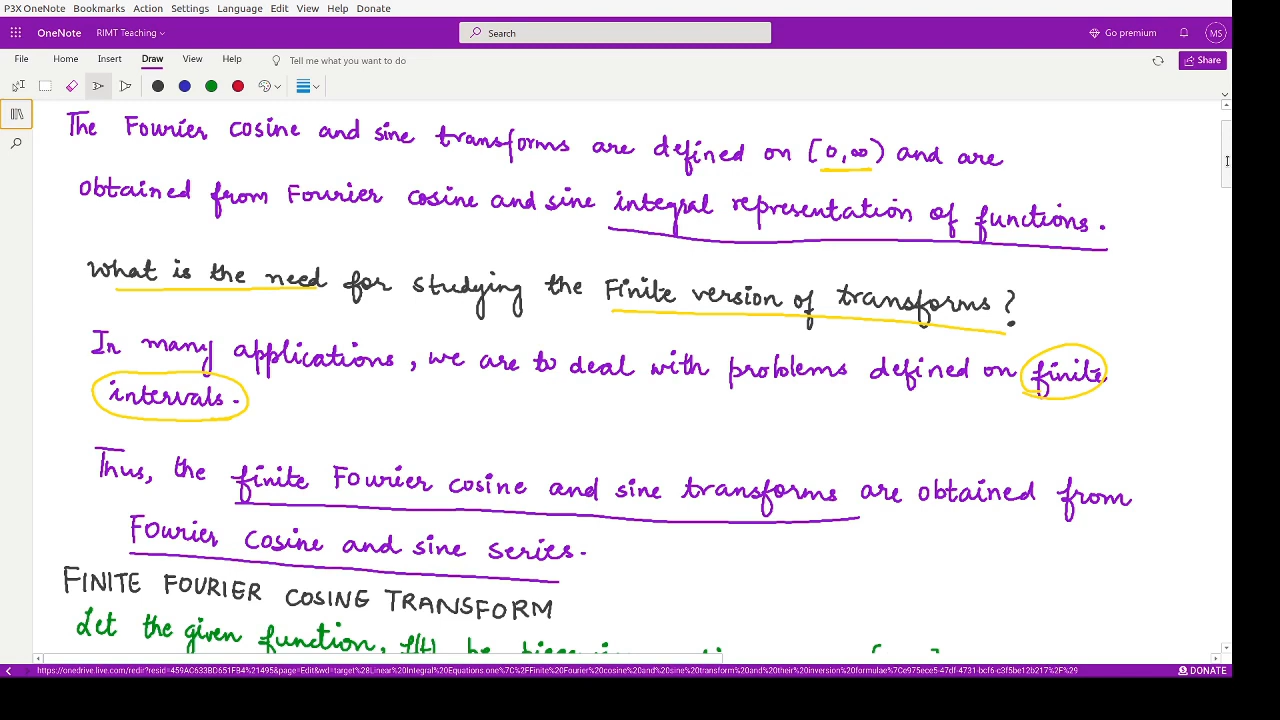 P3X OneNote Bookmarks Action Settings Language Edit View Help Donate
OneNote RIMT Teaching Search Go premium MS
File Home Insert Draw View Help Tell me what you want to do Share
The Fourier cosine and sine transforms are defined on [0,∞) and are
obtained from Fourier cosine and sine integral representation of functions.
What is the need for studying the Finite version of transforms?
In many applications, we are to deal with problems defined on finite
intervals.
Thus, the finite Fourier cosine and sine transforms are obtained from
Fourier cosine and sine series.
FINITE FOURIER COSINE TRANSFORM
Let the given function, f(t) be
DONATE